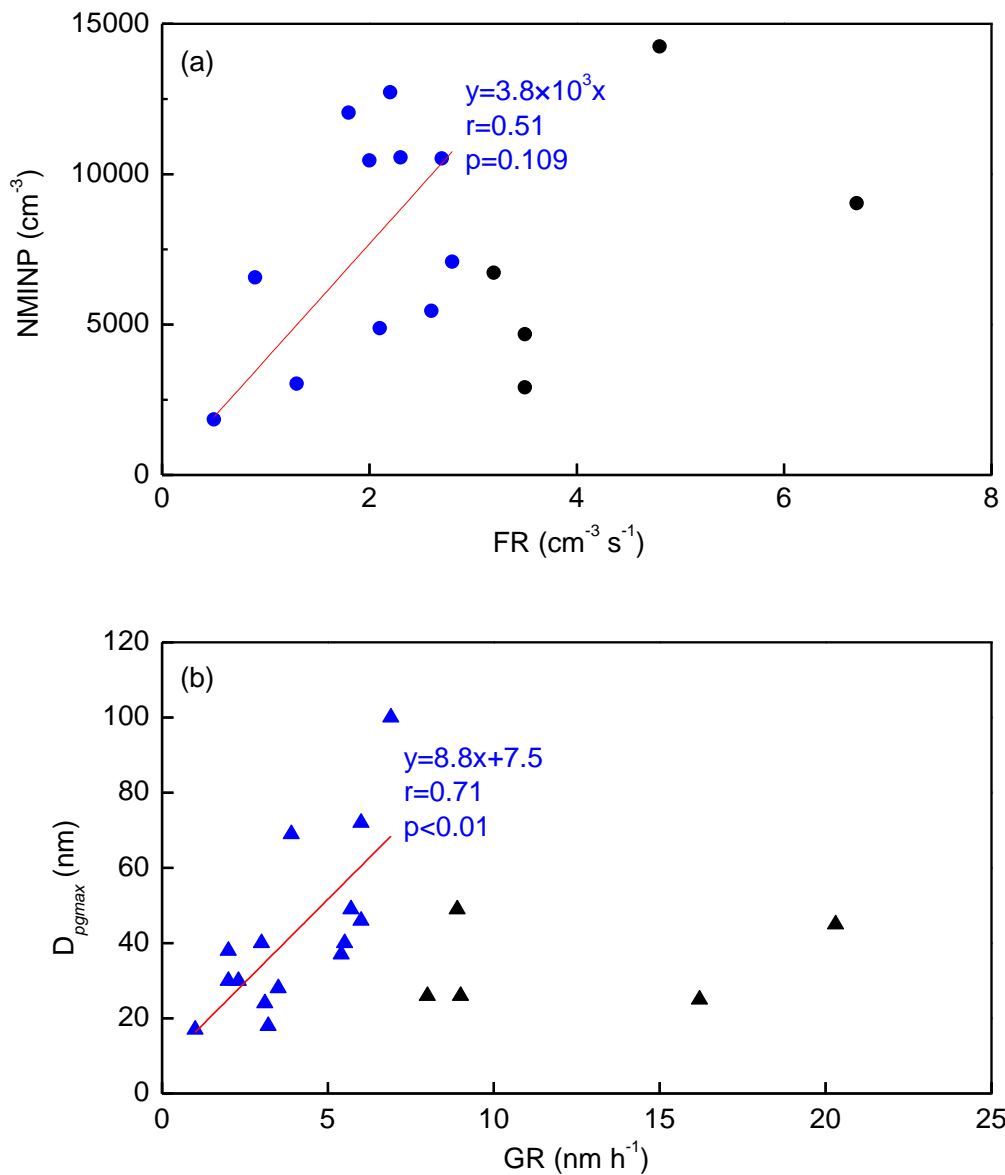 15000
(a)
y=3.8×10³x
r=0.51
p=0.109
10000
NMINP (cm⁻³)
5000
0
0 2 4 6 8
FR (cm⁻³ s⁻¹)
120
(b)
100
y=8.8x+7.5
r=0.71
p<0.01
80
60
D_pgmax (nm)
40
20
0
0 5 10 15 20 25
GR (nm h⁻¹)